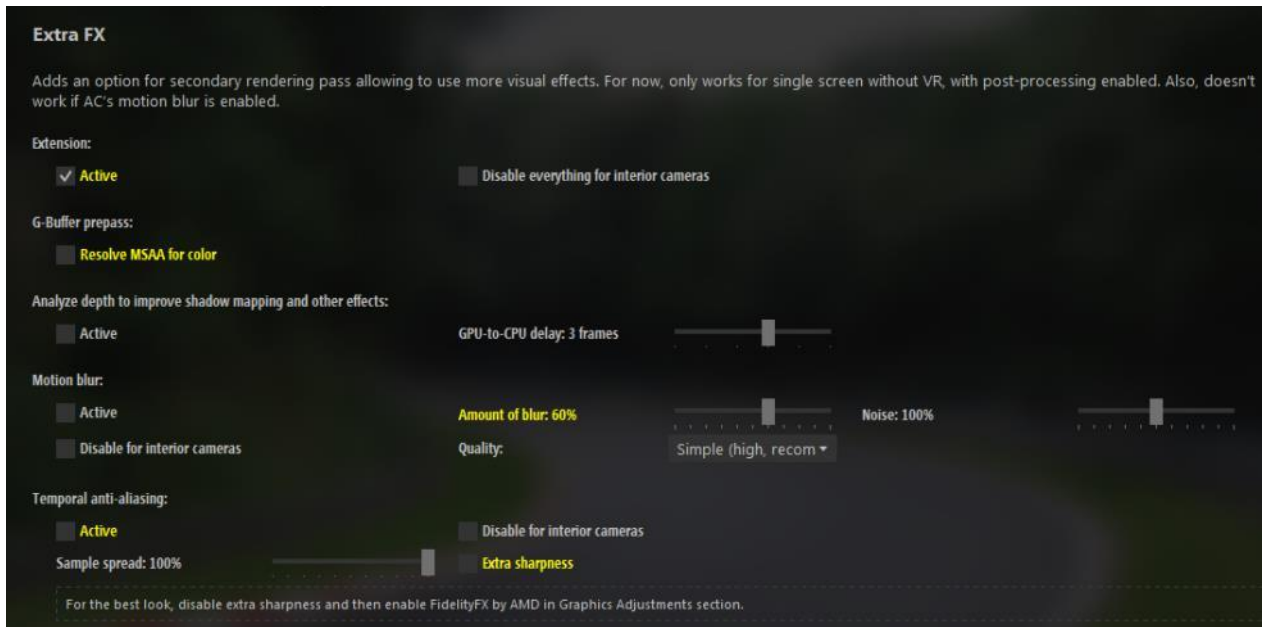 Extra FX
Adds an option for secondary rendering pass allowing to use more visual effects. For now, only works for single screen without VR, with post-processing enabled. Also, doesn't
work if AC's motion blur is enabled.
Extension:
Active Disable everything for interior cameras
G-Buffer prepass:
Resolve MSAA for color
Analyze depth to improve shadow mapping and other effects:
Active GPU-to-CPU delay: 3 frames
Motion blur:
Active Amount of blur: 60% Noise: 100%
Disable for interior cameras Quality: Simple (high, recom
Temporal anti-aliasing:
Active Disable for interior cameras
Sample spread: 100% Extra sharpness
For the best look, disable extra sharpness and then enable FidelityFX by AMD in Graphics Adjustments section.